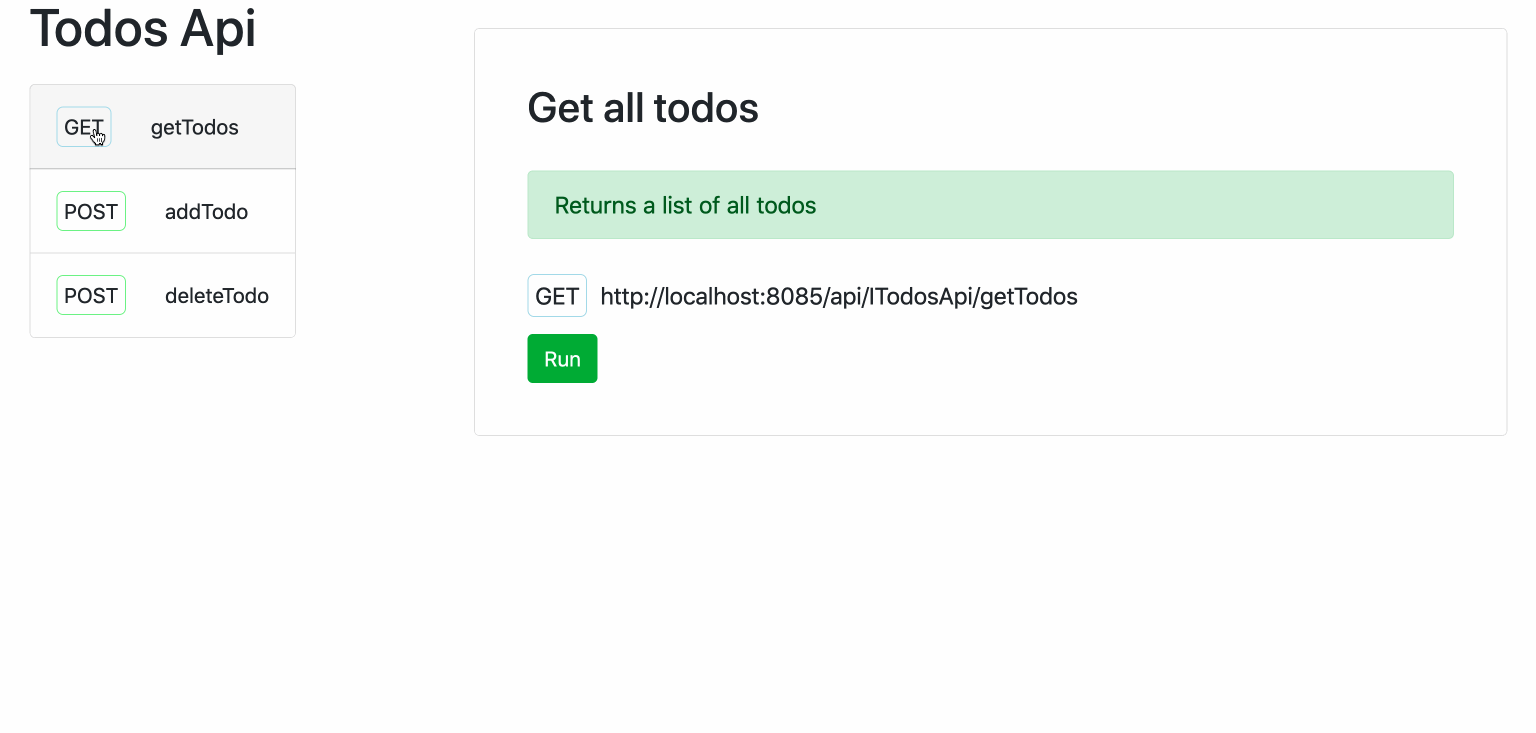 Todos Api
GET getTodos
POST addTodo
POST deleteTodo
Get all todos
Returns a list of all todos
GET http://localhost:8085/api/ITodosApi/getTodos
Run